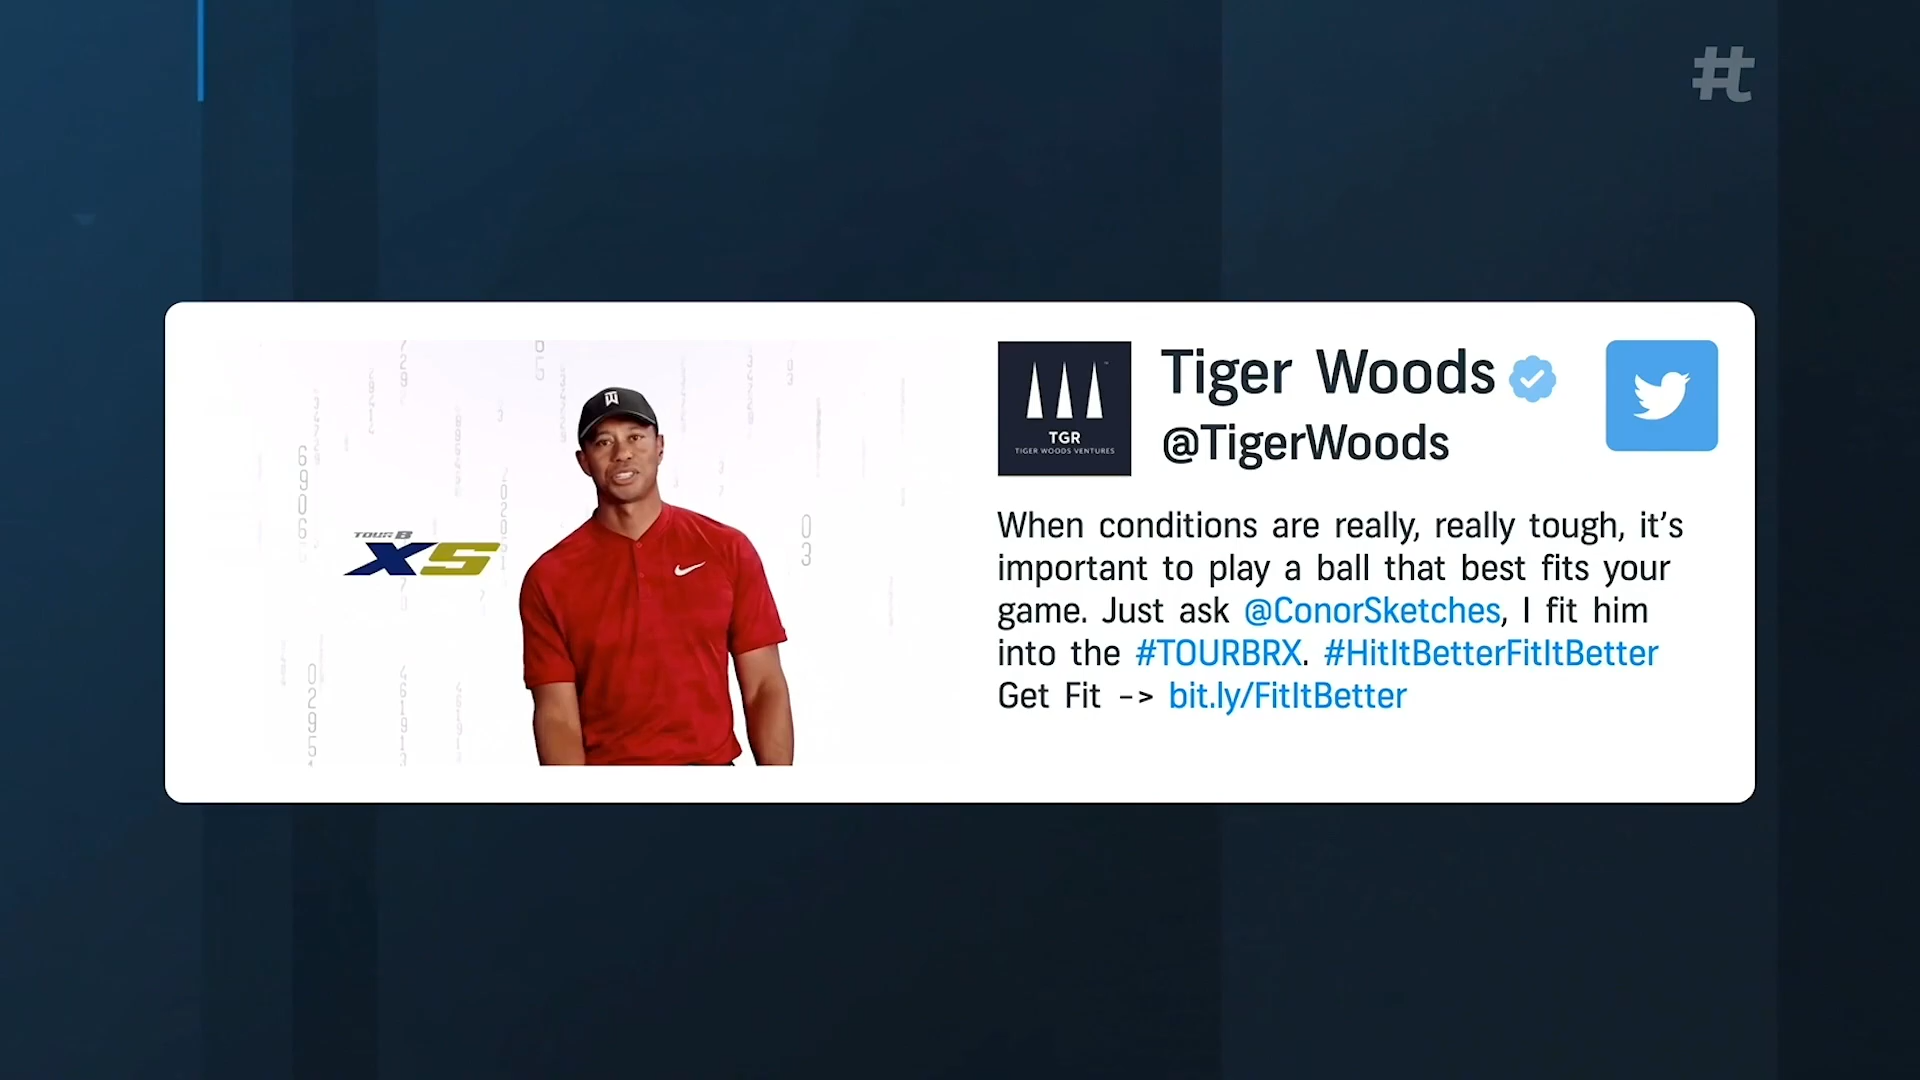 #t
TOUR B
XS
TW
TGR
TIGER WOODS VENTURES
Tiger Woods
@TigerWoods
When conditions are really, really tough, it’s
important to play a ball that best fits your
game. Just ask @ConorSketches, I fit him
into the #TOURBRX. #HitItBetterFitItBetter
Get Fit -> bit.ly/FitItBetter
03